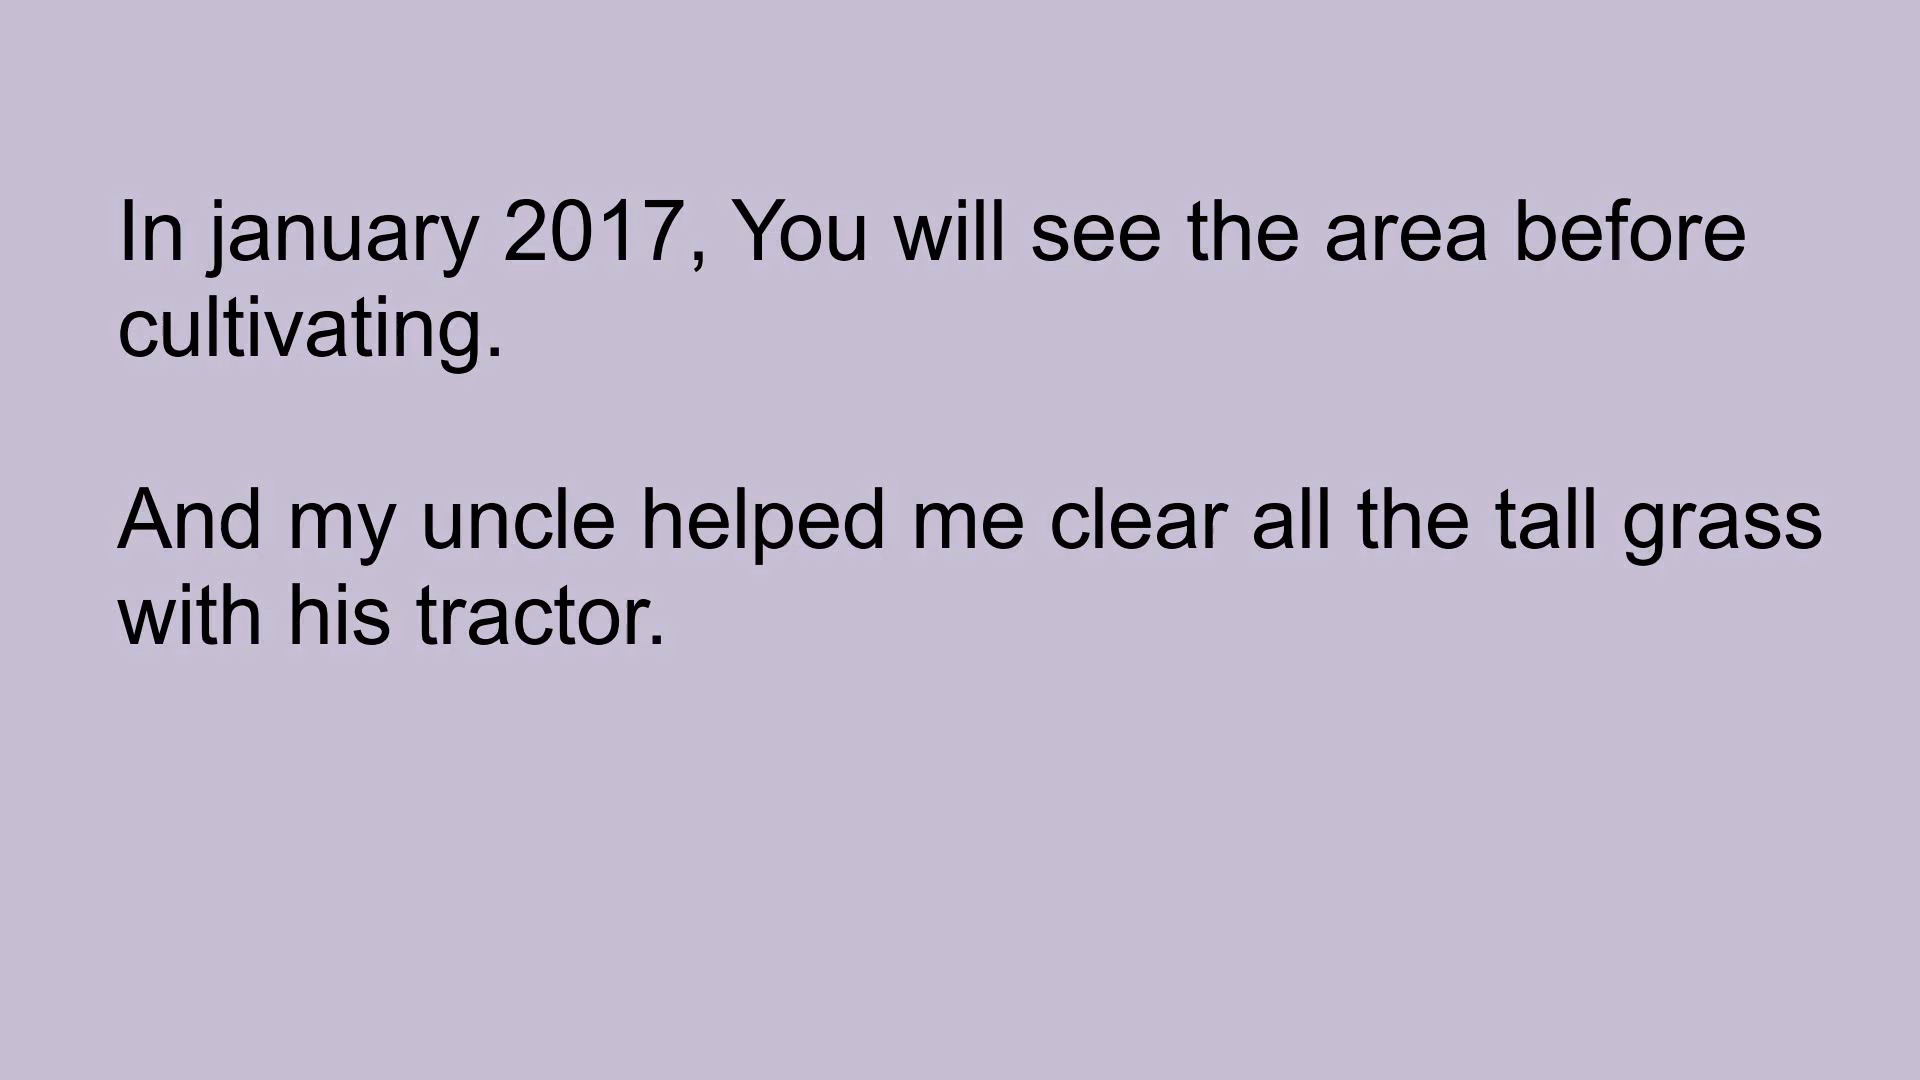 In january 2017, You will see the area before
cultivating.
And my uncle helped me clear all the tall grass
with his tractor.